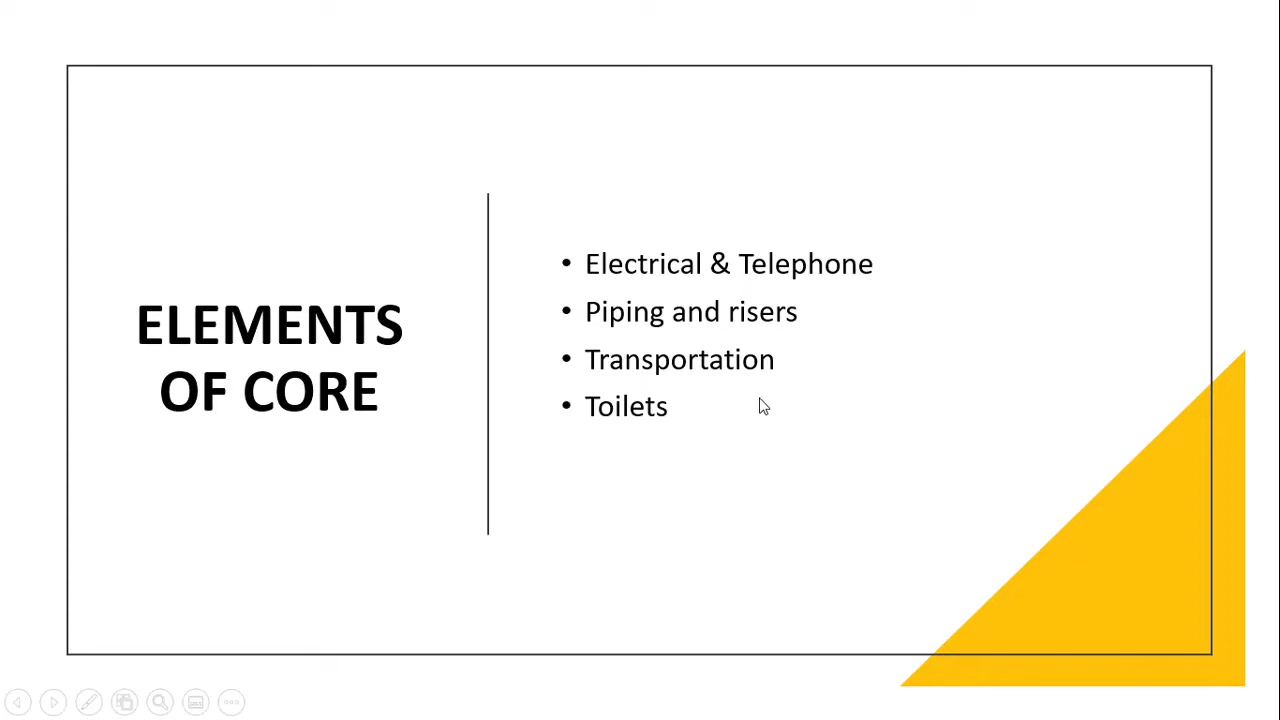 ELEMENTS
OF CORE
• Electrical & Telephone
• Piping and risers
• Transportation
• Toilets